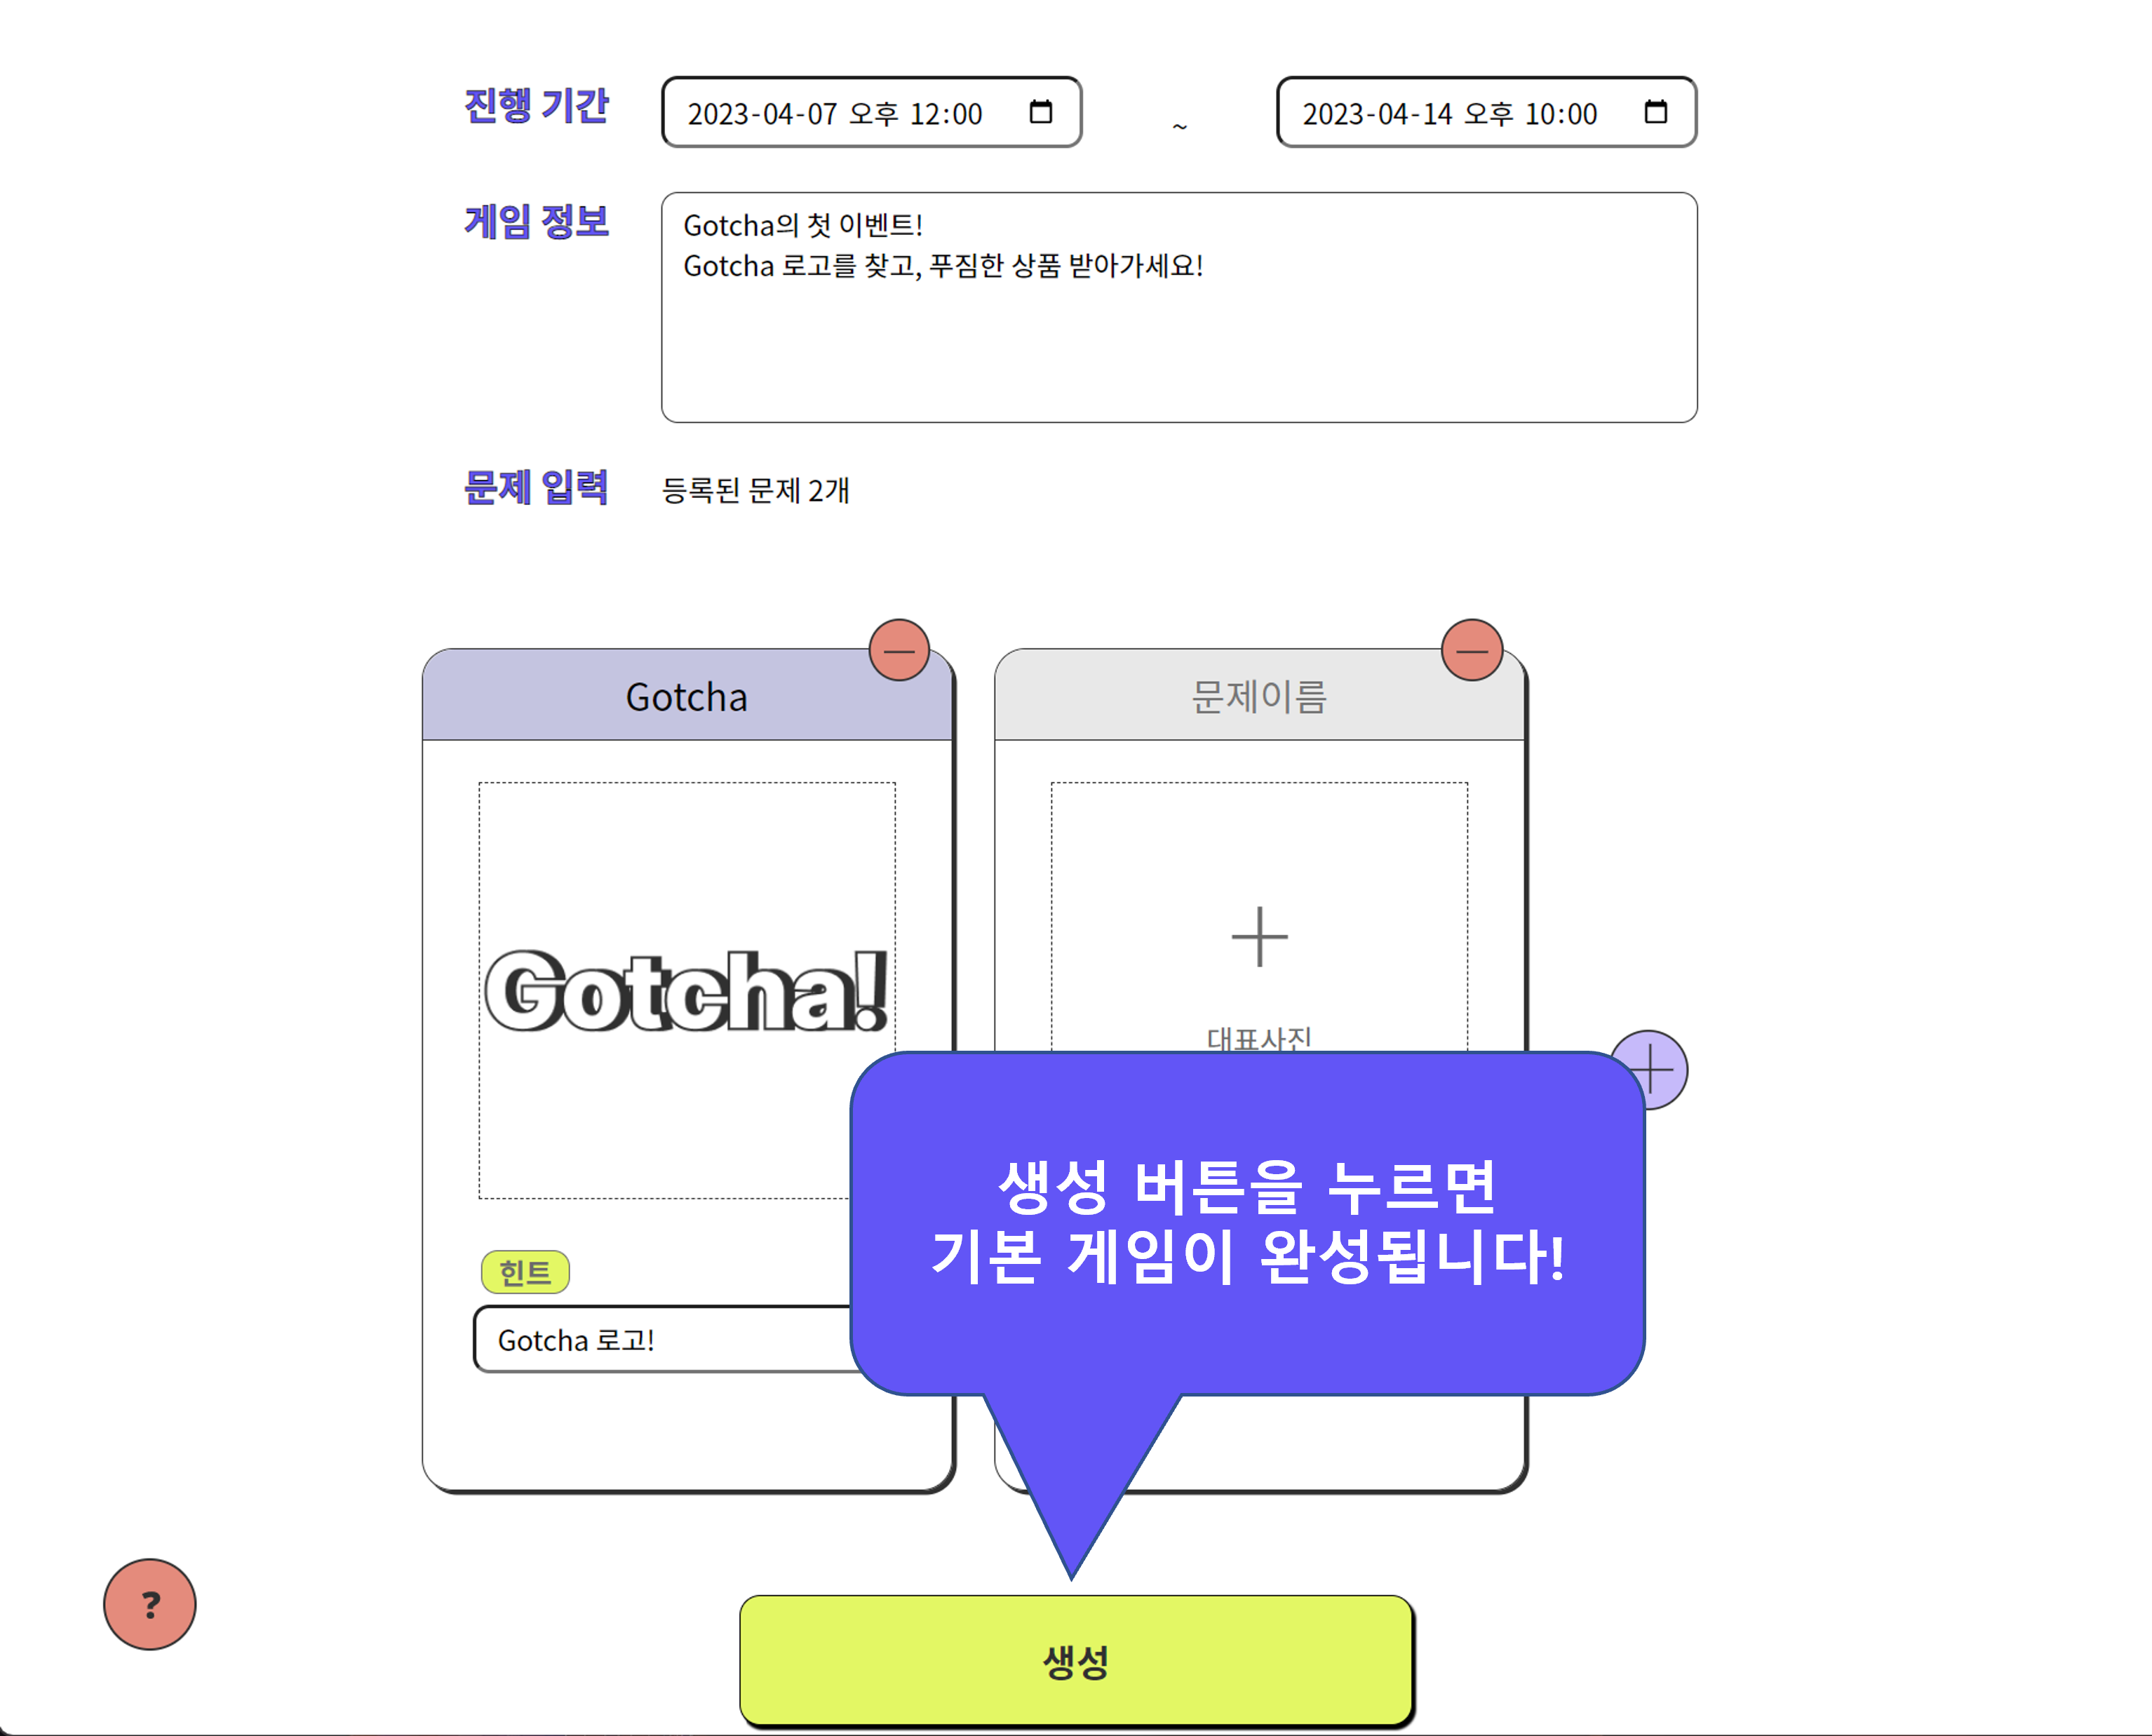 진행 기간
2023-04-07 오후 12:00
~
2023-04-14 오후 10:00
게임 정보
Gotcha의 첫 이벤트!
Gotcha 로고를 찾고, 푸짐한 상품 받아가세요!
문제 입력
등록된 문제 2개
Gotcha
문제이름
Gotcha!
대표사진
생성 버튼을 누르면
기본 게임이 완성됩니다!
힌트
Gotcha 로고!
?
생성